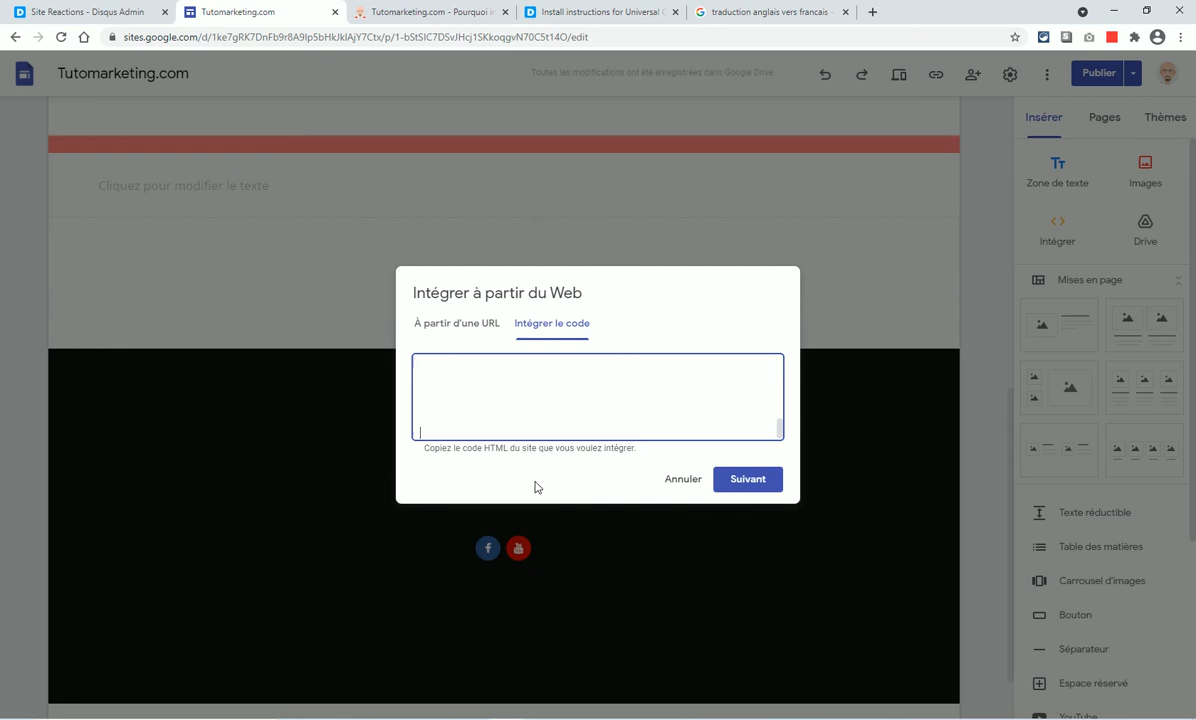 Site Reactions - Disqus Admin
Tutomarketing.com
Tutomarketing.com - Pourquoi in
Install instructions for Universal C
traduction anglais vers francais -
sites.google.com/d/1ke7gRK7DnFb9r8A9Ip5bHkJklAjY7Ctx/p/1-bStSIC7DSvJHcj1SKkoqgvN70C5t14O/edit
Tutomarketing.com
Toutes les modifications ont été enregistrées dans Google Drive
Publier
Insérer
Pages
Thèmes
Cliquez pour modifier le texte
Zone de texte
Images
Intégrer
Drive
Mises en page
Intégrer à partir du Web
À partir d'une URL
Intégrer le code
Copiez le code HTML du site que vous voulez intégrer.
Annuler
Suivant
Texte réductible
Table des matières
Carrousel d'images
Bouton
Séparateur
Espace réservé
YouTube